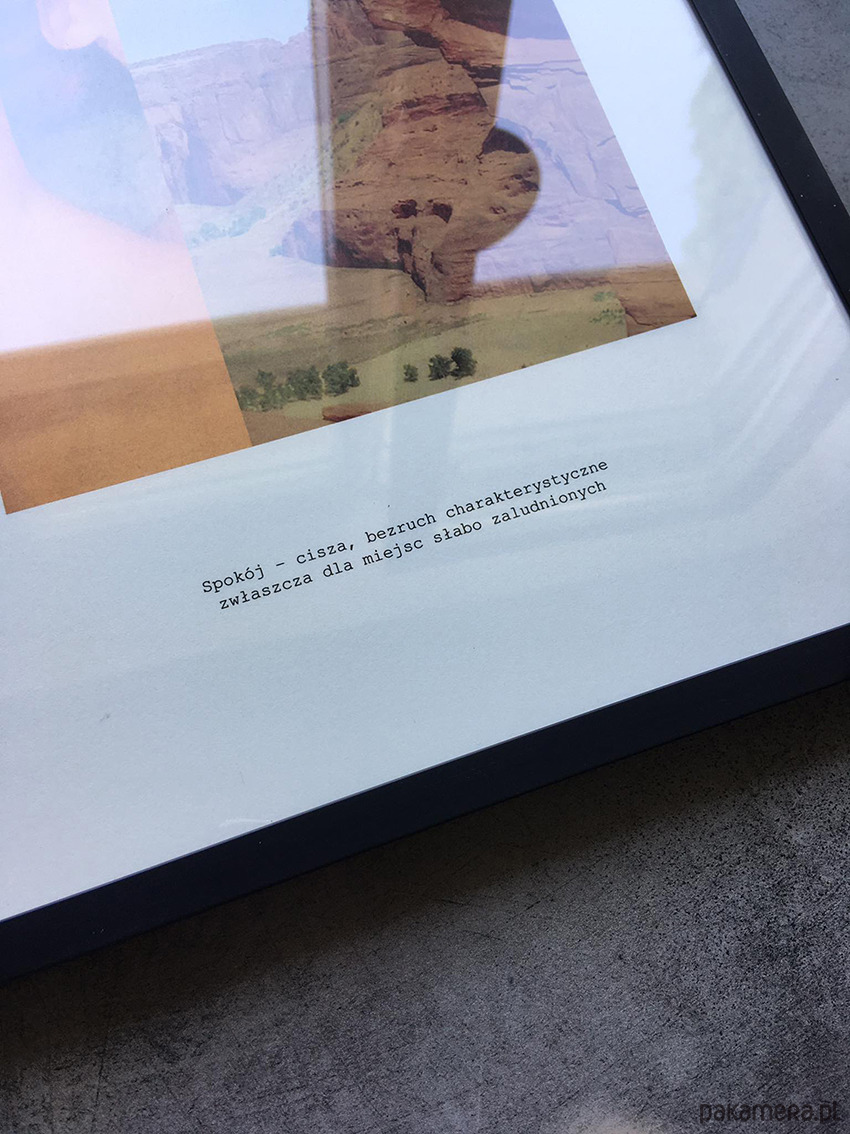 Spokój – cisza, bezruch charakterystyczne
zwłaszcza dla miejsc słabo zaludnionych
pakamera.pl